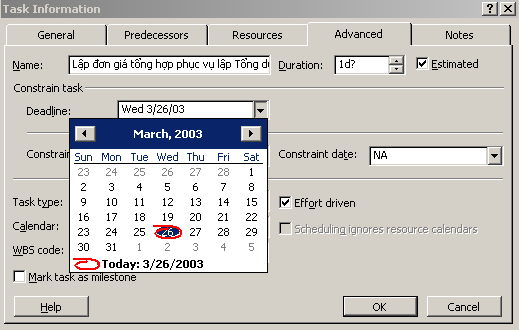 Task Information
General Predecessors Resources Advanced Notes
Name: Lập đơn giá tổng hợp phục vụ lập Tổng dụ Duration: 1d? Estimated
Constrain task
Deadline: Wed 3/26/03
March, 2003
Sun Mon Tue Wed Thu Fri Sat
23 24 25 26 27 28 1
2 3 4 5 6 7 8
9 10 11 12 13 14 15
16 17 18 19 20 21 22
23 24 25 26 27 28 29
30 31 1 2 3 4 5
Today: 3/26/2003
Constrain Constraint date: NA
Task type: Effort driven
Calendar: Scheduling ignores resource calendars
WBS code:
Mark task as milestone
Help OK Cancel